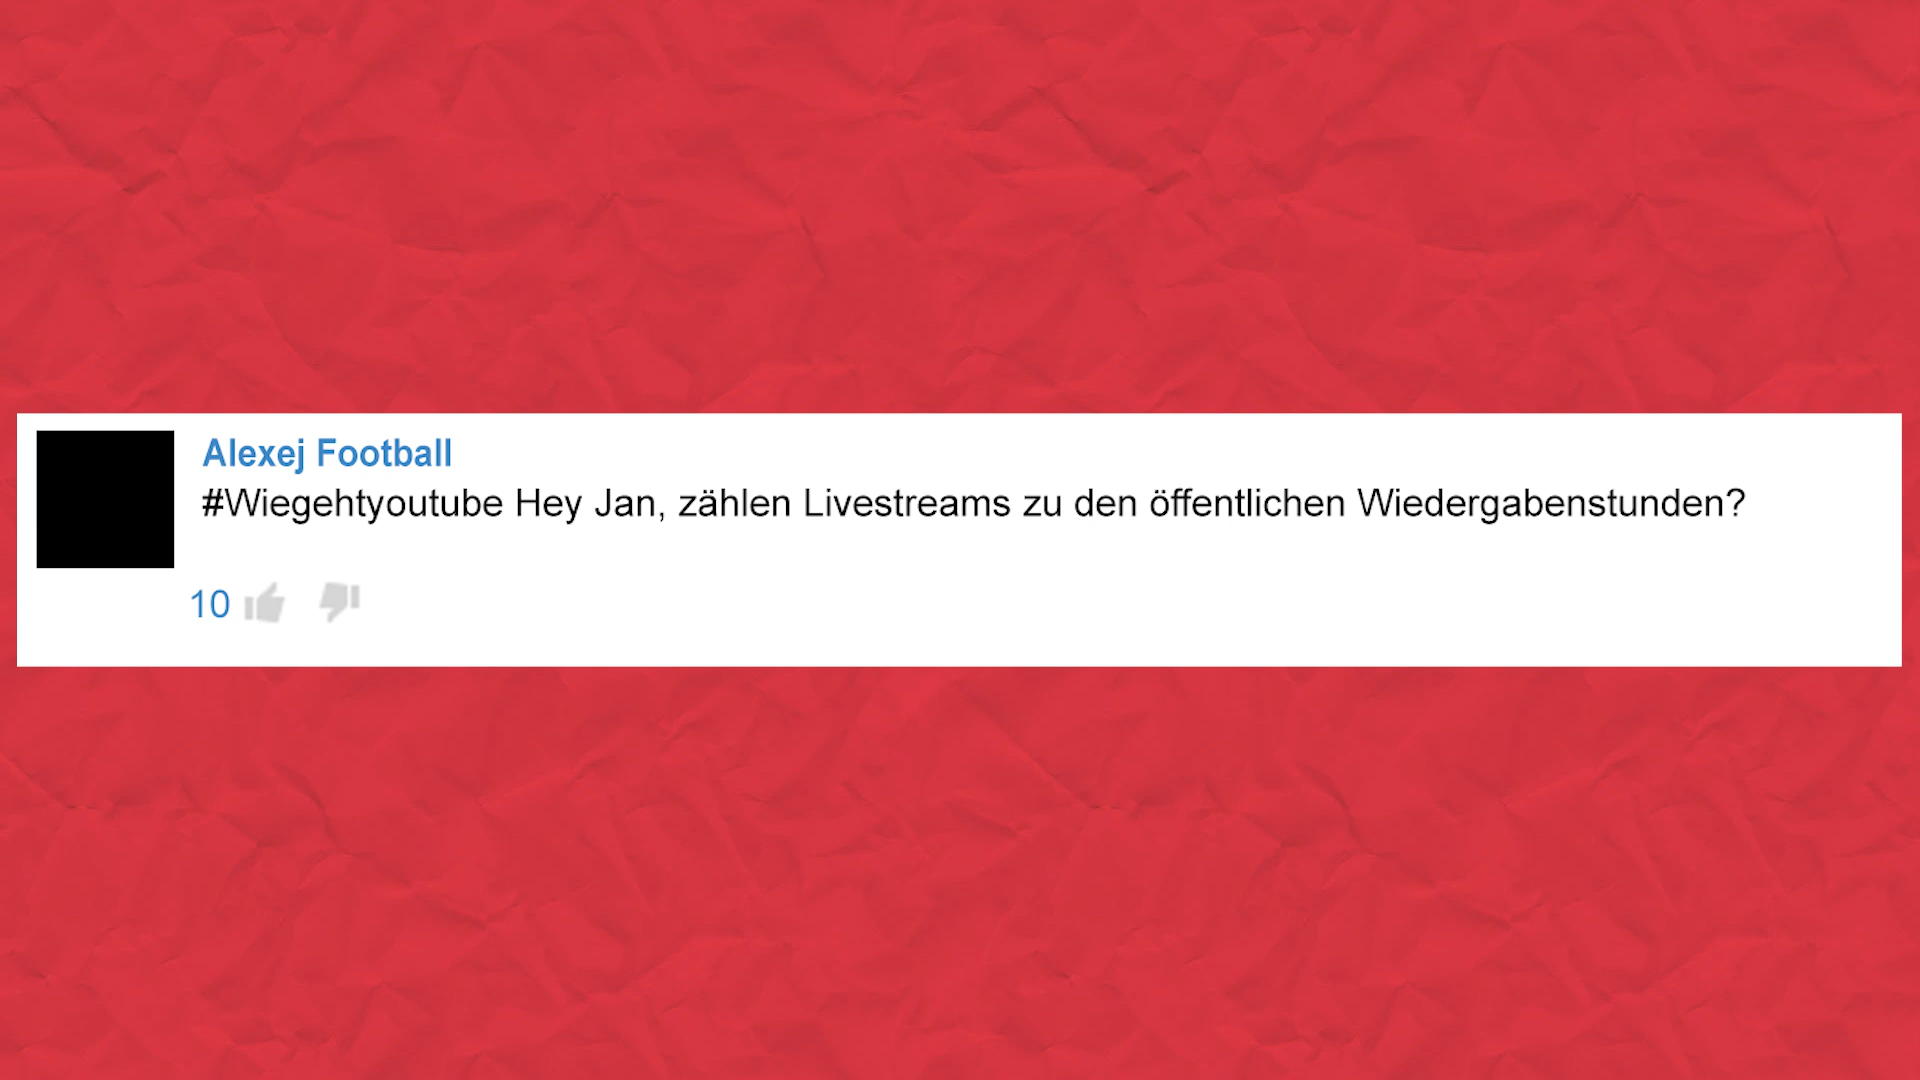 Alexej Football
#Wiegehtyoutube Hey Jan, zählen Livestreams zu den öffentlichen Wiedergabenstunden?
10